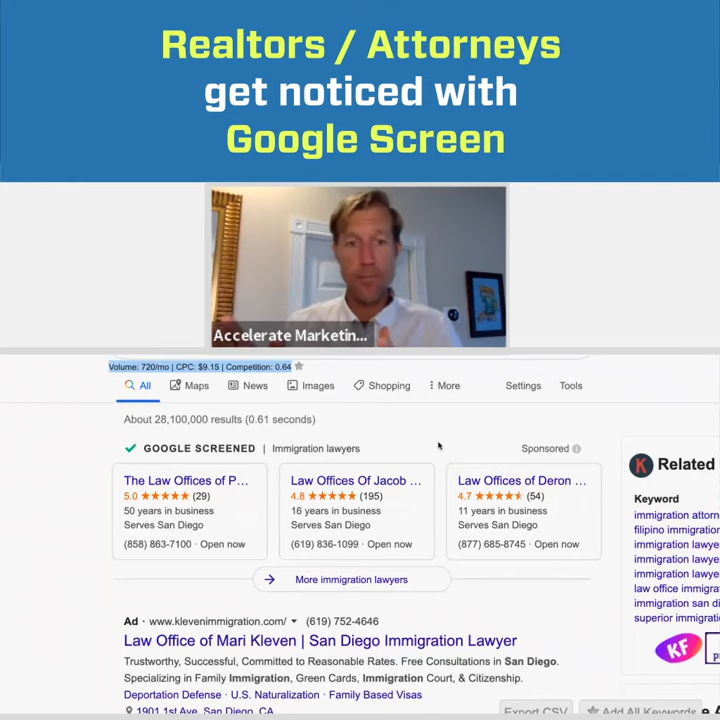 Realtors / Attorneys
get noticed with
Google Screen
Accelerate Marketin...
Volume: 720/mo | CPC: $9.15 | Competition: 0.64
All
Maps
News
Images
Shopping
More
Settings
Tools
About 28,100,000 results (0.61 seconds)
GOOGLE SCREENED | Immigration lawyers
Sponsored
The Law Offices of P...
5.0 (29)
50 years in business
Serves San Diego
(858) 863-7100 · Open now
Law Offices Of Jacob ...
4.8 (195)
16 years in business
Serves San Diego
(619) 836-1099 · Open now
Law Offices of Deron ...
4.7 (54)
11 years in business
Serves San Diego
(877) 685-8745 · Open now
More immigration lawyers
Ad · www.klevenimmigration.com/ (619) 752-4646
Law Office of Mari Kleven | San Diego Immigration Lawyer
Trustworthy, Successful, Committed to Reasonable Rates. Free Consultations in San Diego.
Specializing in Family Immigration, Green Cards, Immigration Court, & Citizenship.
Deportation Defense · U.S. Naturalization · Family Based Visas
1901 1st Ave, San Diego, CA
K
Related
Keyword
immigration attorn
filipino immigration
immigration lawye
immigration lawye
immigration lawye
law office immigra
immigration san di
superior immigrati
KF
Export CSV
Add All Keywords